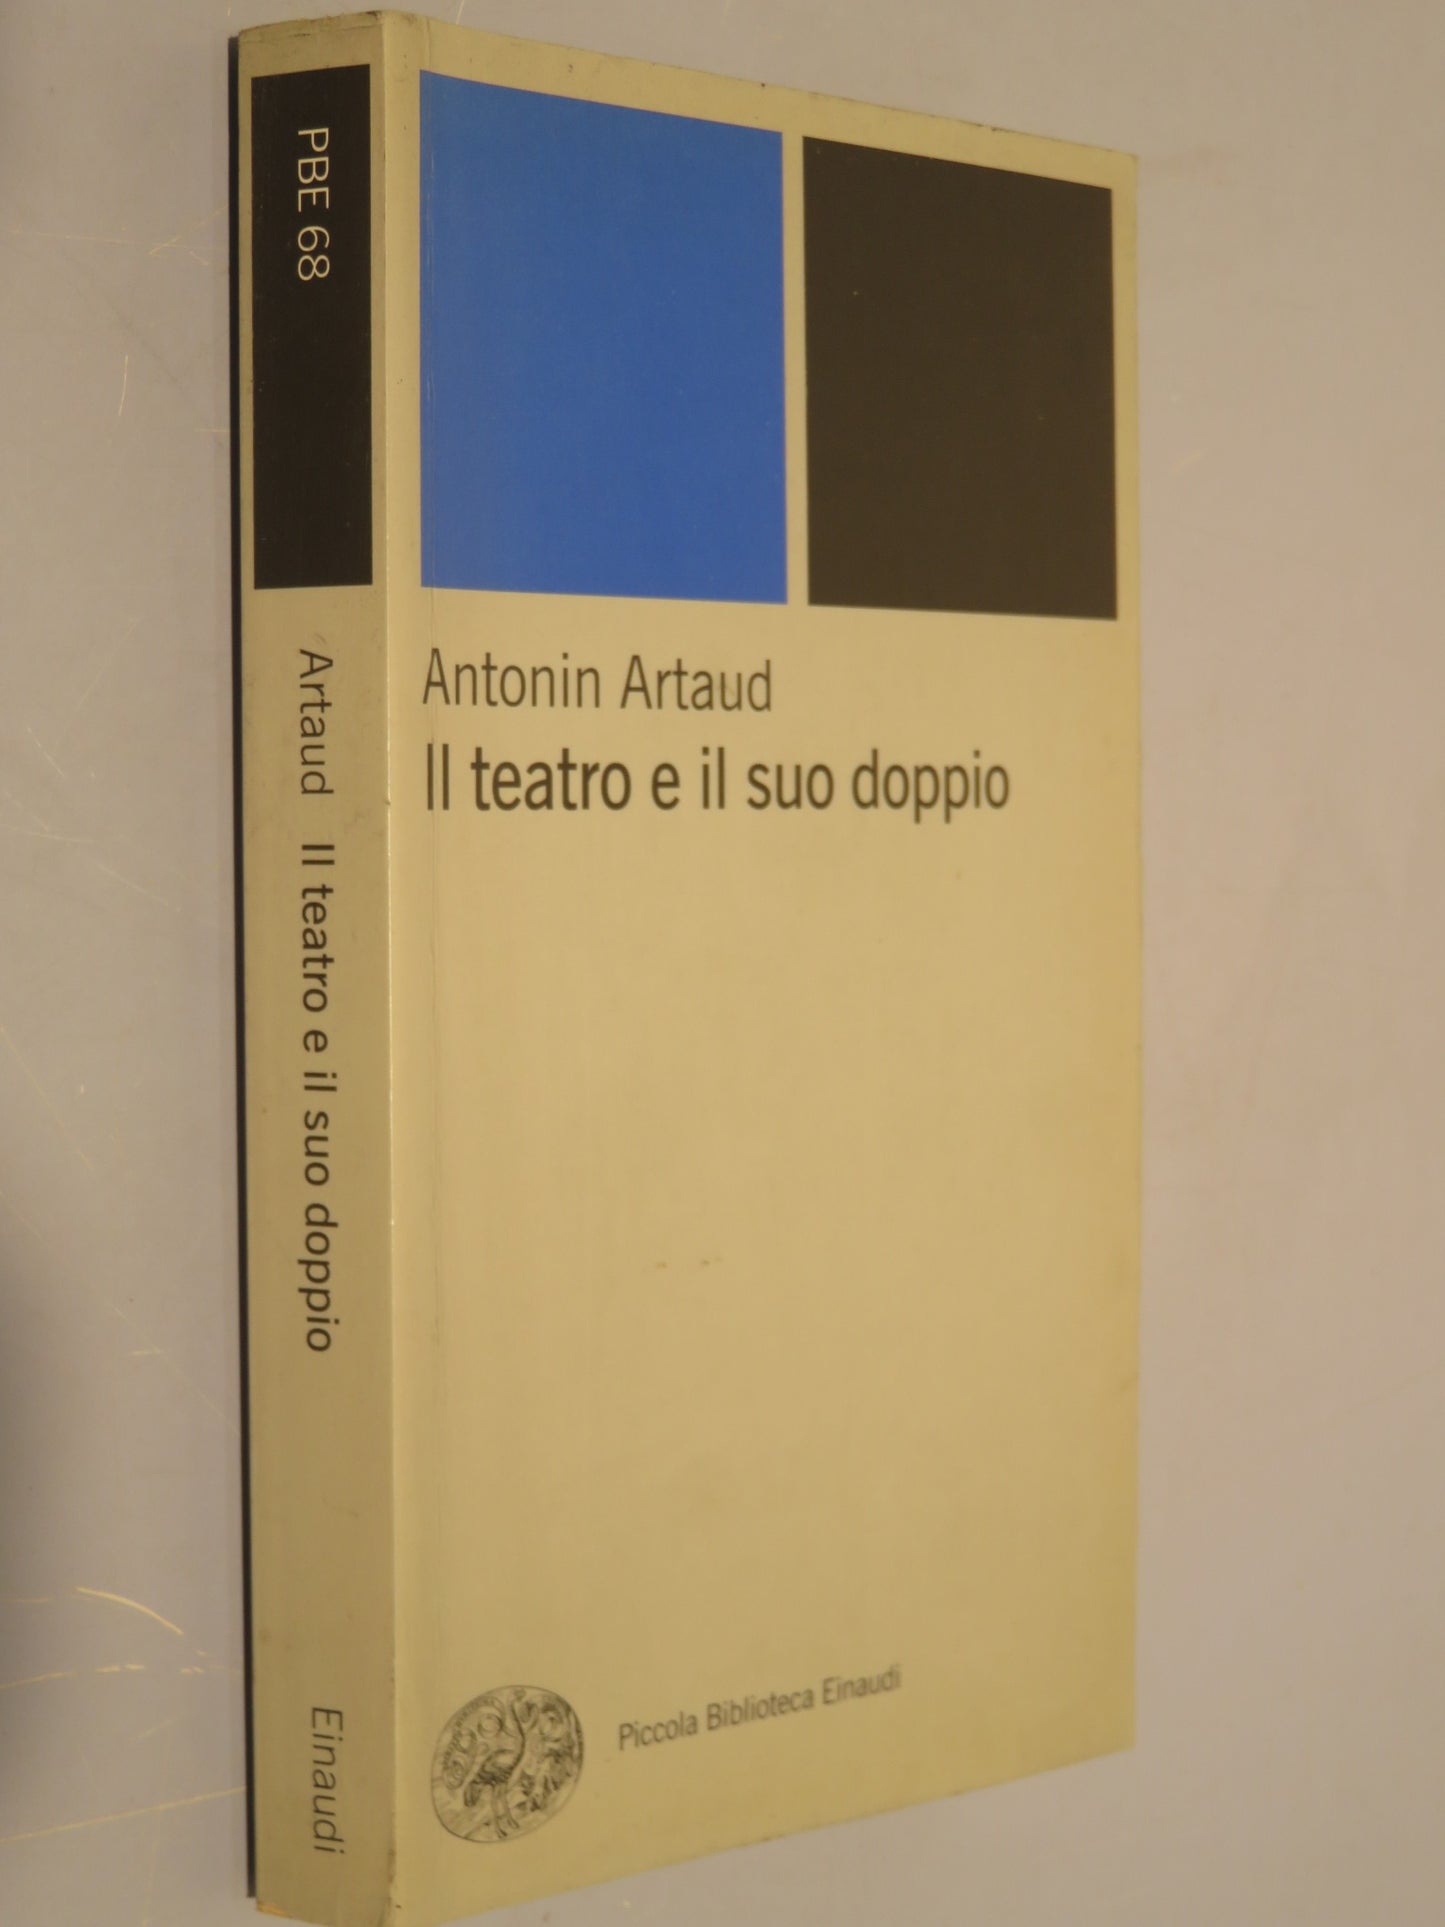 PBE 68
Artaud Il teatro e il suo doppio
Einaudi
Antonin Artaud
Il teatro e il suo doppio
Piccola Biblioteca Einaudi